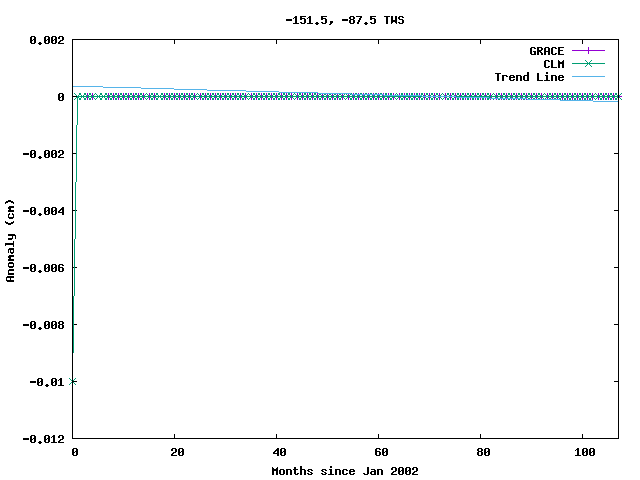 -151.5, -87.5 TWS
0.002
GRACE
CLM
Trend Line
0
-0.002
-0.004
-0.006
-0.008
-0.01
-0.012
Anomaly (cm)
0 20 40 60 80 100
Months since Jan 2002